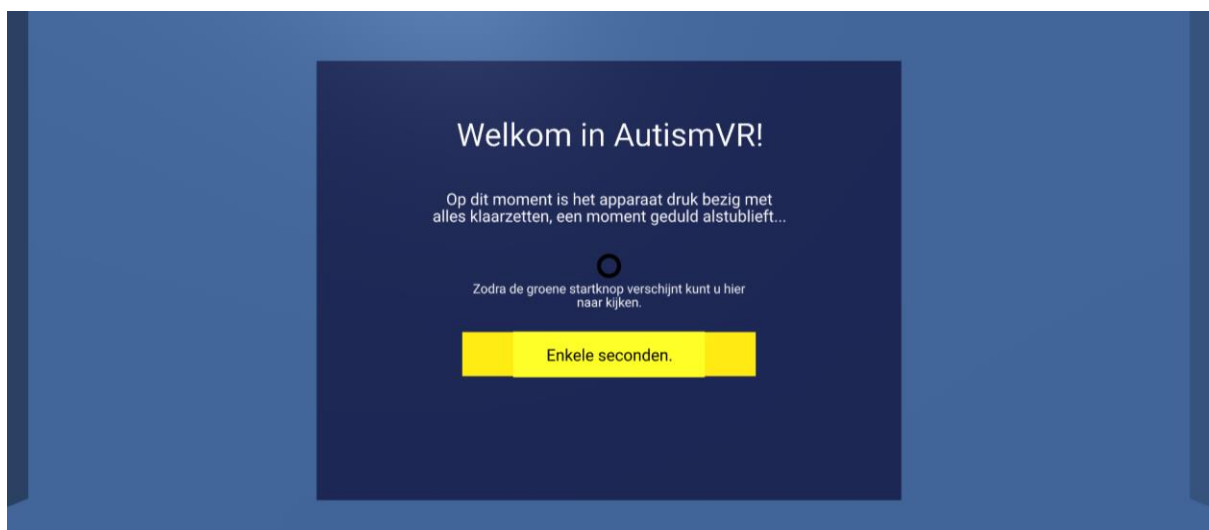 Welkom in AutismVR!
Op dit moment is het apparaat druk bezig met
alles klaarzetten, een moment geduld alstublieft...
Zodra de groene startknop verschijnt kunt u hier
naar kijken.
Enkele seconden.